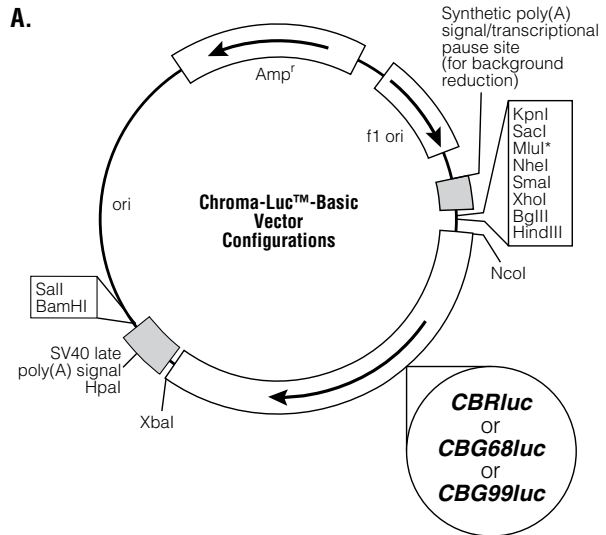 A.
Synthetic poly(A)
signal/transcriptional
pause site
(for background
reduction)
Ampʳ
f1 ori
KpnI
SacI
MluI*
NheI
SmaI
XhoI
BglII
HindIII
ori
Chroma-Luc™-Basic
Vector
Configurations
NcoI
SalI
BamHI
SV40 late
poly(A) signal
HpaI
XbaI
CBRluc
or
CBG68luc
or
CBG99luc